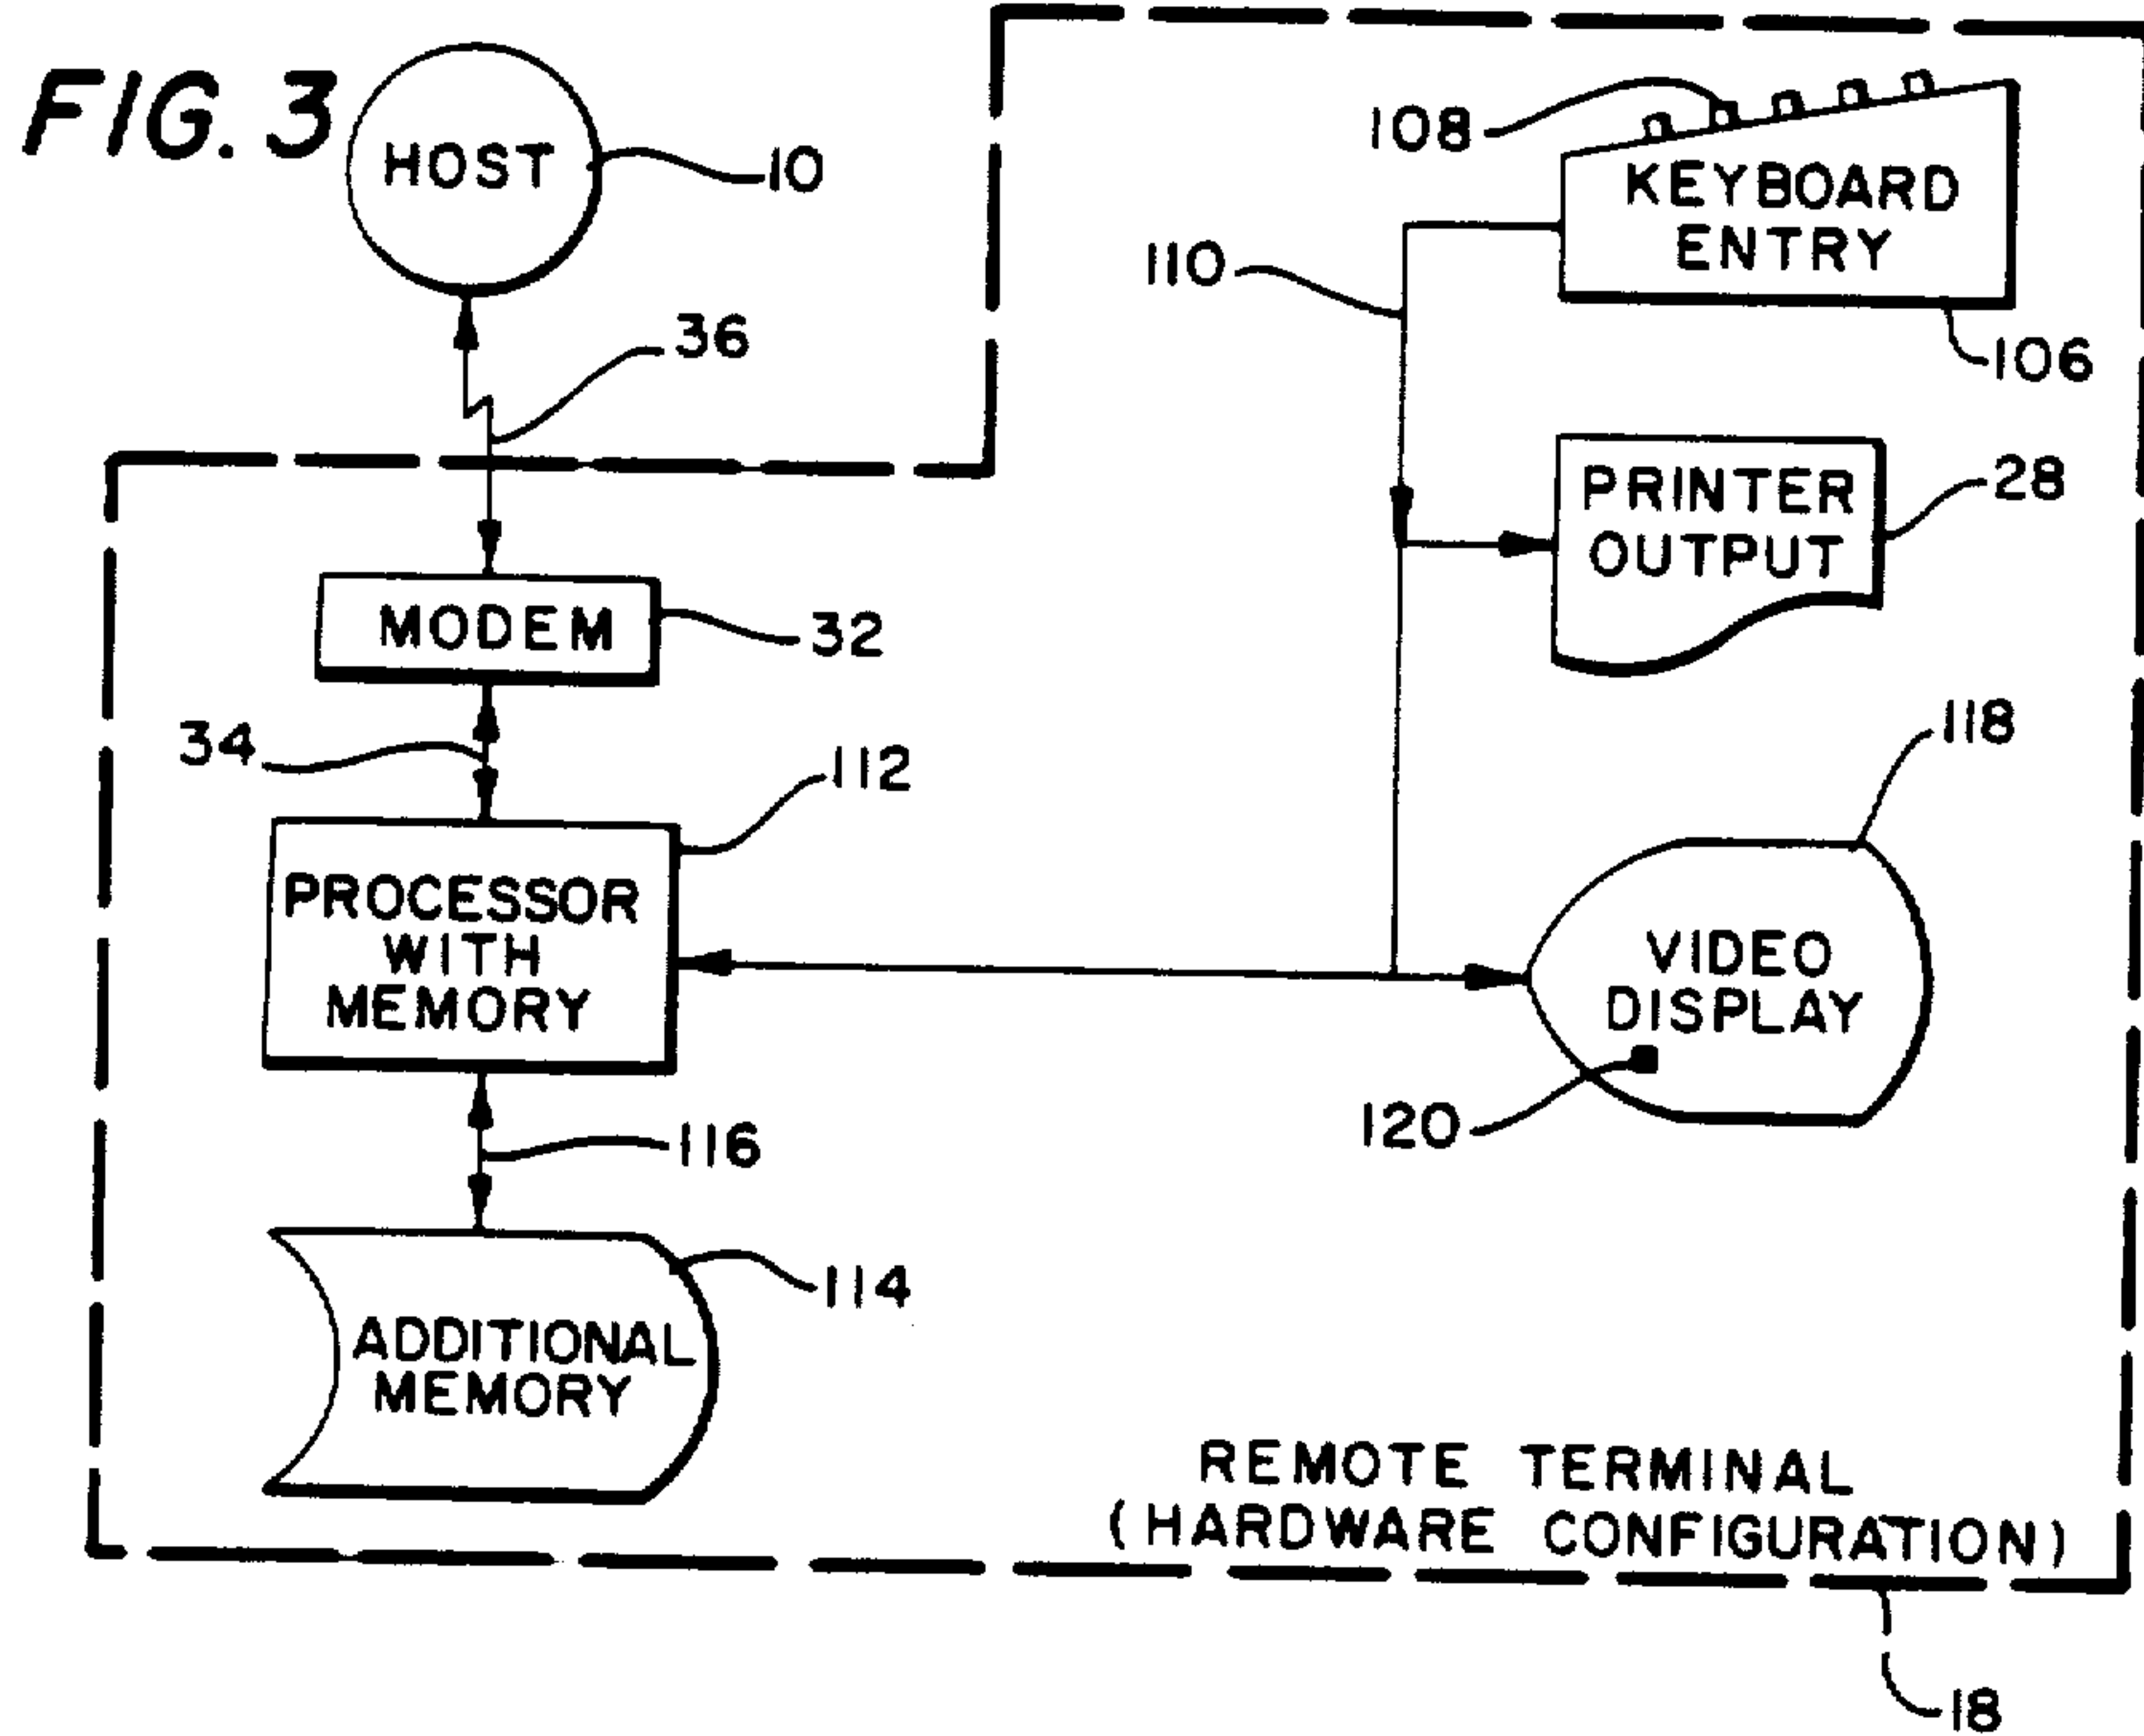 FIG. 3
HOST
10
108
KEYBOARD
ENTRY
110
106
36
PRINTER
OUTPUT
28
MODEM
32
34
112
118
PROCESSOR
WITH
MEMORY
VIDEO
DISPLAY
120
116
114
ADDITIONAL
MEMORY
REMOTE TERMINAL
(HARDWARE CONFIGURATION)
18